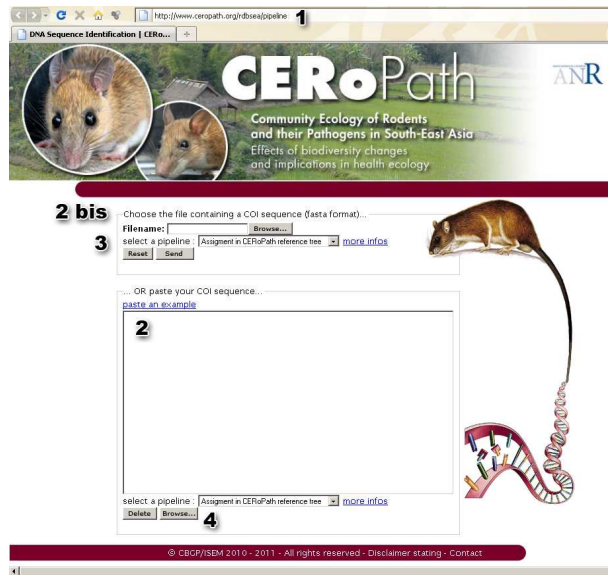 http://www.ceropath.org/rdbsea/pipeline
1
DNA Sequence Identification | CERo...
CERoPath
ANR
Community Ecology of Rodents
and their Pathogens in South-East Asia
Effects of biodiversity changes
and implications in health ecology
2 bis
Choose the file containing a COI sequence (fasta format)...
Filename: Browse...
3
select a pipeline : Assigment in CERoPath reference tree more infos
Reset Send
... OR paste your COI sequence...
paste an example
2
select a pipeline : Assigment in CERoPath reference tree more infos
Delete Browse... 4
© CBGP/ISEM 2010 - 2011 - All rights reserved - Disclaimer stating - Contact